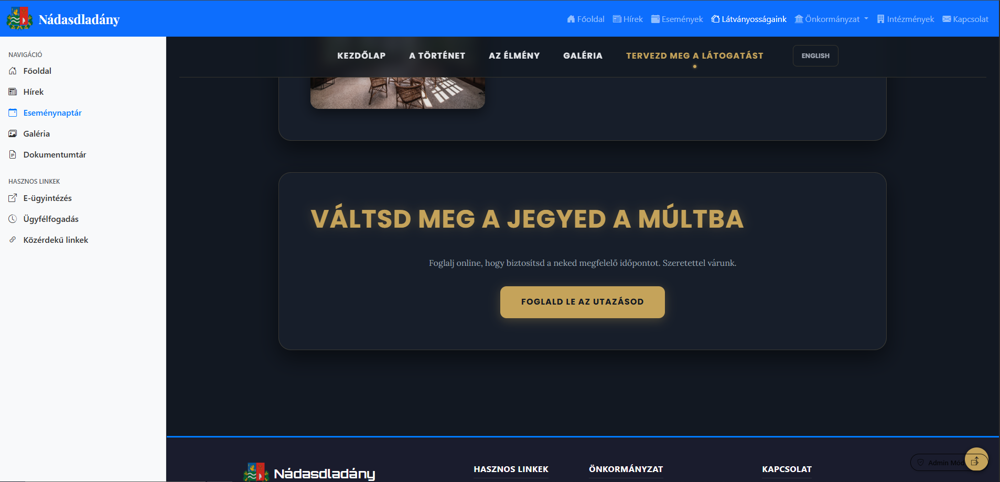 Nádasdladány
Főoldal
Hírek
Események
Látványosságaink
Önkormányzat
Intézmények
Kapcsolat
NAVIGÁCIÓ
Főoldal
Hírek
Eseménynaptár
Galéria
Dokumentumtár
HASZNOS LINKEK
E-ügyintézés
Ügyfélfogadás
Közérdekű linkek
KEZDŐLAP
A TÖRTÉNET
AZ ÉLMÉNY
GALÉRIA
TERVEZD MEG A LÁTOGATÁST
ENGLISH
VÁLTSD MEG A JEGYED A MÚLTBA
Foglalj online, hogy biztosítsd a neked megfelelő időpontot. Szeretettel várunk.
FOGLALD LE AZ UTAZÁSOD
Nádasdladány
HASZNOS LINKEK
ÖNKORMÁNYZAT
KAPCSOLAT
Admin Mód